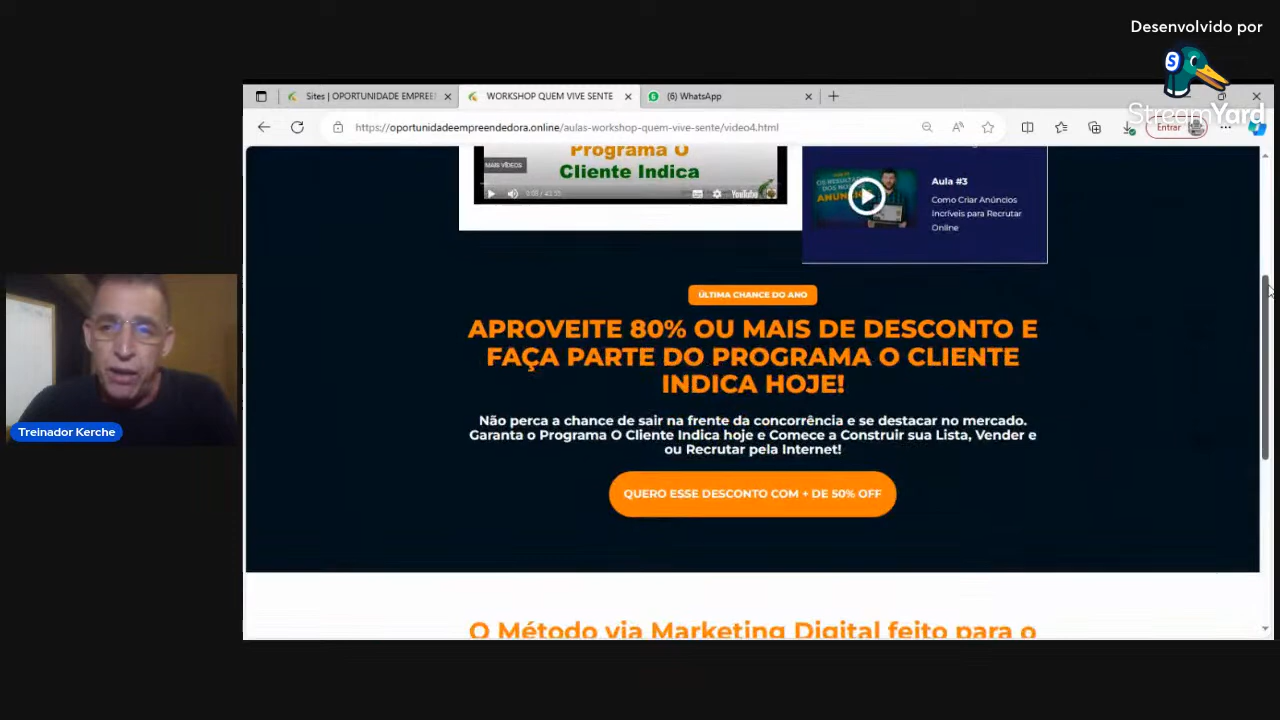 Desenvolvido por
StreamYard
Sites | OPORTUNIDADE EMPREE
WORKSHOP QUEM VIVE SENTE
(6) WhatsApp
https://oportunidadeempreendedora.online/aulas-workshop-quem-vive-sente/video4.html
Entrar
Programa O
Cliente Indica
MAIS VÍDEOS
YouTube
Aula #3
Como Criar Anúncios
Incríveis para Recrutar
Online
ÚLTIMA CHANCE DO ANO
APROVEITE 80% OU MAIS DE DESCONTO E
FAÇA PARTE DO PROGRAMA O CLIENTE
INDICA HOJE!
Não perca a chance de sair na frente da concorrência e se destacar no mercado.
Garanta o Programa O Cliente Indica hoje e Comece a Construir sua Lista, Vender e
ou Recrutar pela Internet!
QUERO ESSE DESCONTO COM + DE 50% OFF
Treinador Kerche
O Método via Marketing Digital feito para o